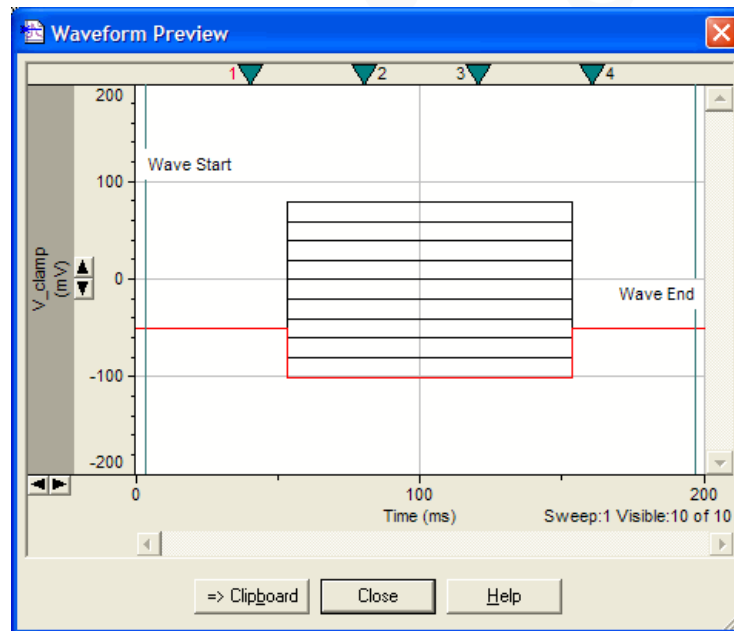 Waveform Preview
1 2 3 4
200
Wave Start
100
V_clamp
(mV)
0
Wave End
-100
-200
0 100 200
Time (ms) Sweep:1 Visible:10 of 10
=> Clipboard Close Help